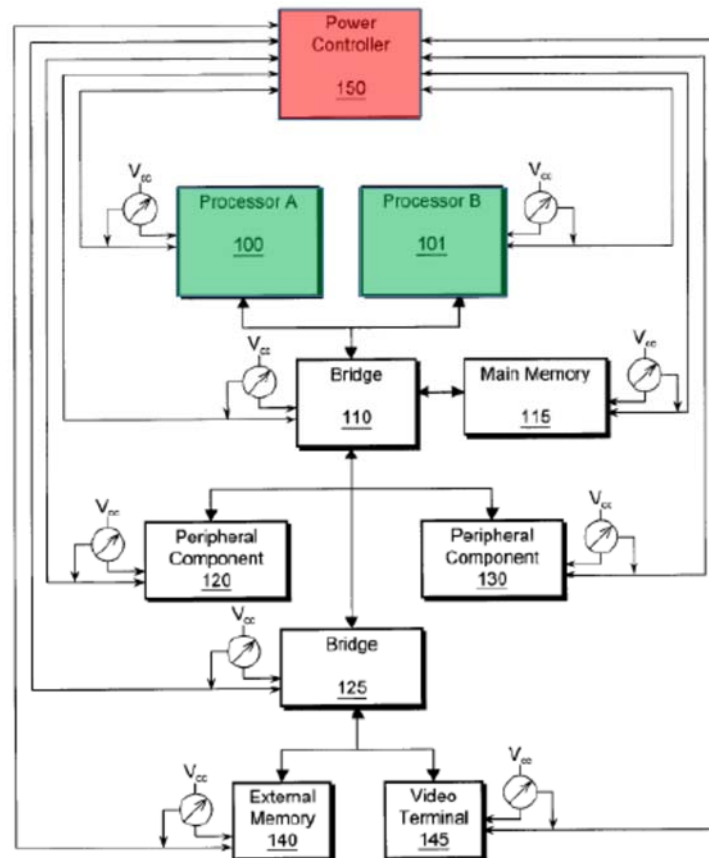 Power
Controller
150
Vcc
Vcc
Processor A
100
Processor B
101
Vcc
Bridge
110
Main Memory
115
Vcc
Vcc
Peripheral
Component
120
Peripheral
Component
130
Vcc
Vcc
Bridge
125
Vcc
External
Memory
140
Video
Terminal
145
Vcc